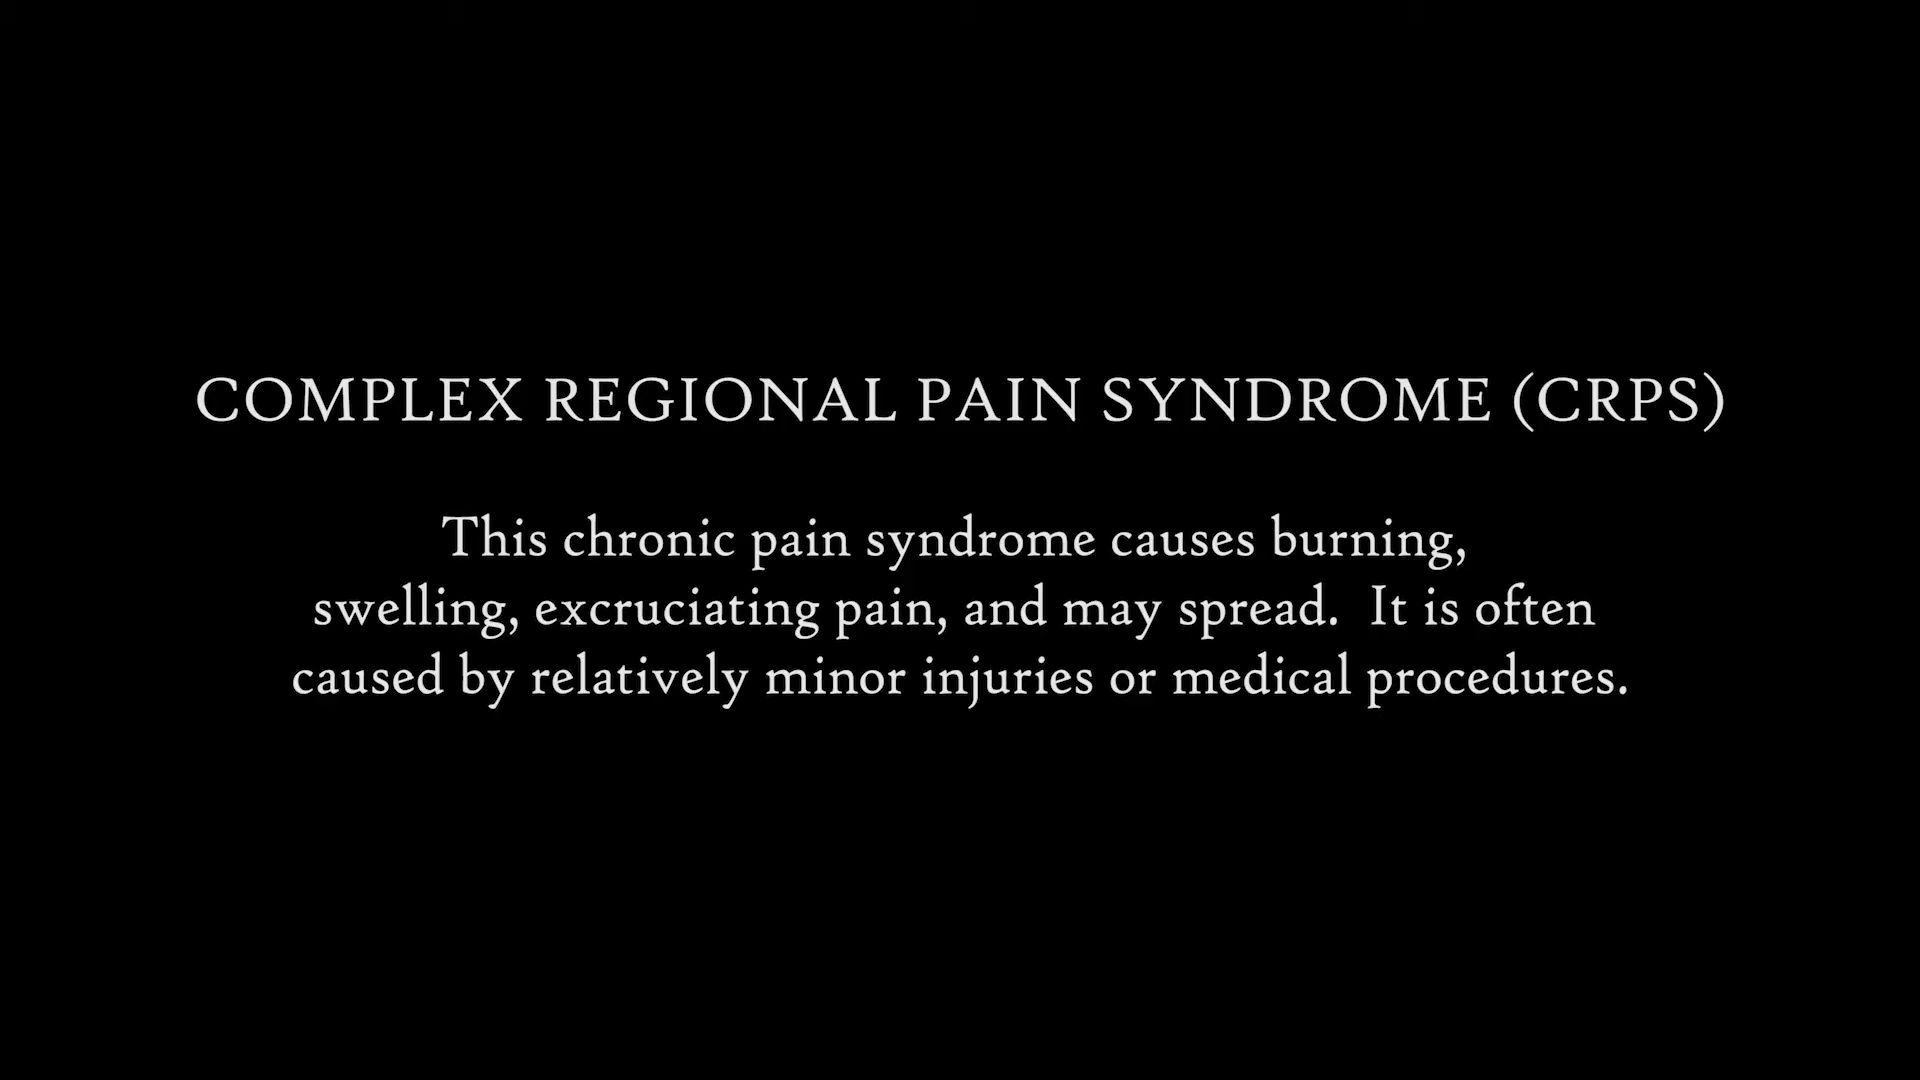 COMPLEX REGIONAL PAIN SYNDROME (CRPS)
This chronic pain syndrome causes burning,
swelling, excruciating pain, and may spread.  It is often
caused by relatively minor injuries or medical procedures.